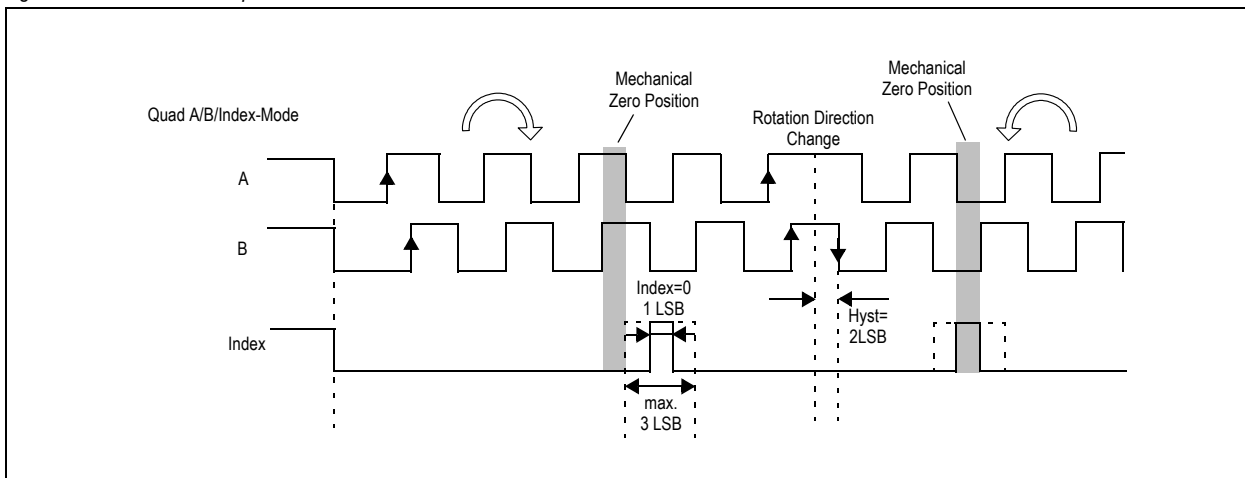 Mechanical
Zero Position
Mechanical
Zero Position
Quad A/B/Index-Mode
Rotation Direction
Change
A
B
Index=0
1 LSB
Hyst=
2LSB
Index
max.
3 LSB